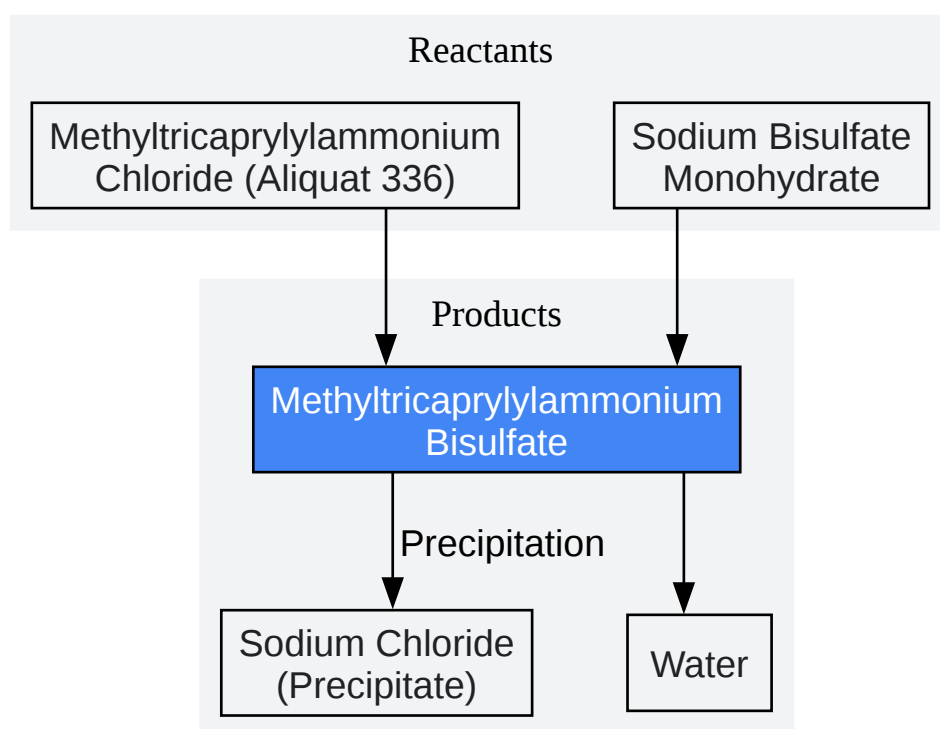 Reactants
Methyltricaprylylammonium
Chloride (Aliquat 336)
Sodium Bisulfate
Monohydrate
Products
Methyltricaprylylammonium
Bisulfate
Precipitation
Sodium Chloride
(Precipitate)
Water